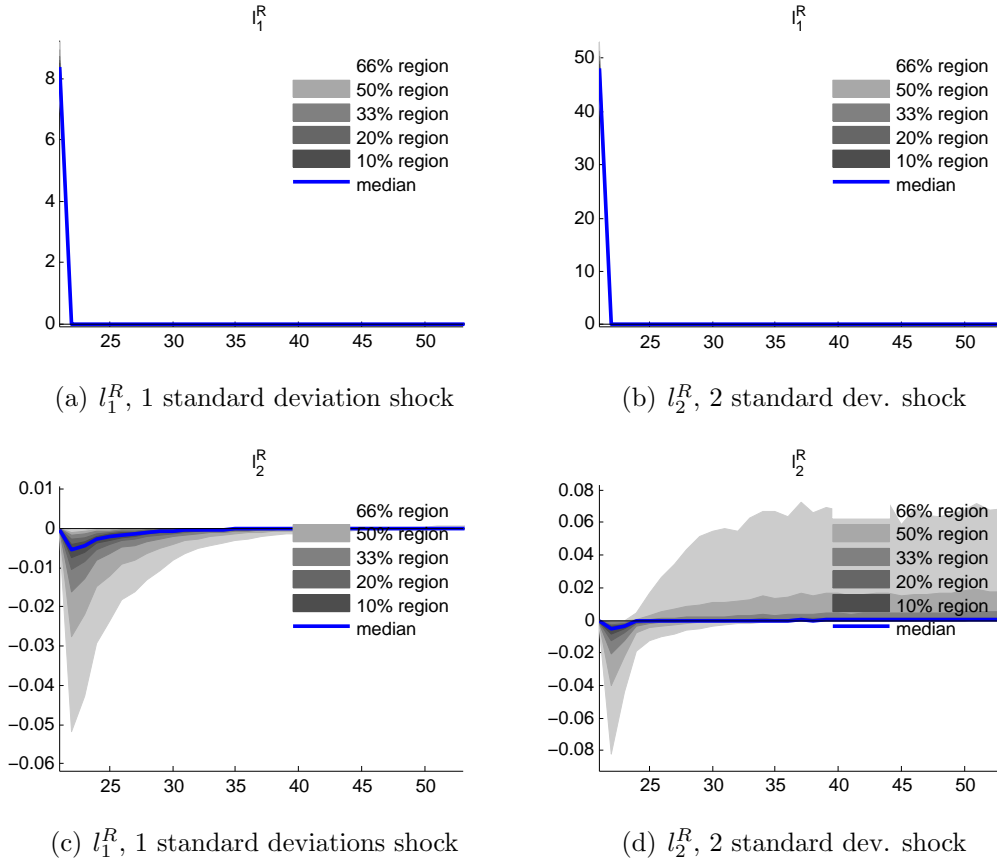 l_1^R
l_1^R
8
6
4
2
0
66% region
50% region
33% region
20% region
10% region
median
25 30 35 40 45 50
50
40
30
20
10
0
66% region
50% region
33% region
20% region
10% region
median
25 30 35 40 45 50
(a) l_1^R, 1 standard deviation shock
(b) l_2^R, 2 standard dev. shock
l_2^R
l_2^R
0.01
0
−0.01
−0.02
−0.03
−0.04
−0.05
−0.06
66% region
50% region
33% region
20% region
10% region
median
25 30 35 40 45 50
0.08
0.06
0.04
0.02
0
−0.02
−0.04
−0.06
−0.08
66% region
50% region
33% region
20% region
10% region
median
25 30 35 40 45 50
(c) l_1^R, 1 standard deviations shock
(d) l_2^R, 2 standard dev. shock